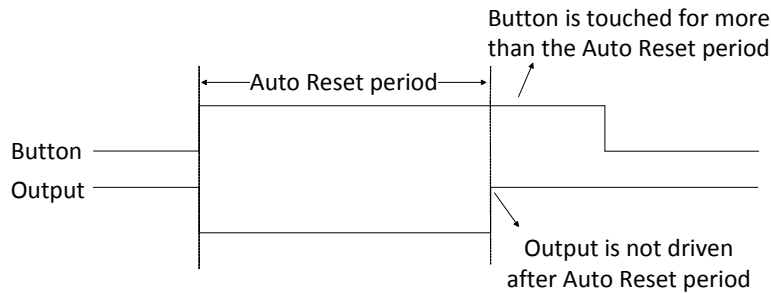 Button is touched for more
than the Auto Reset period
Auto Reset period
Button
Output
Output is not driven
after Auto Reset period